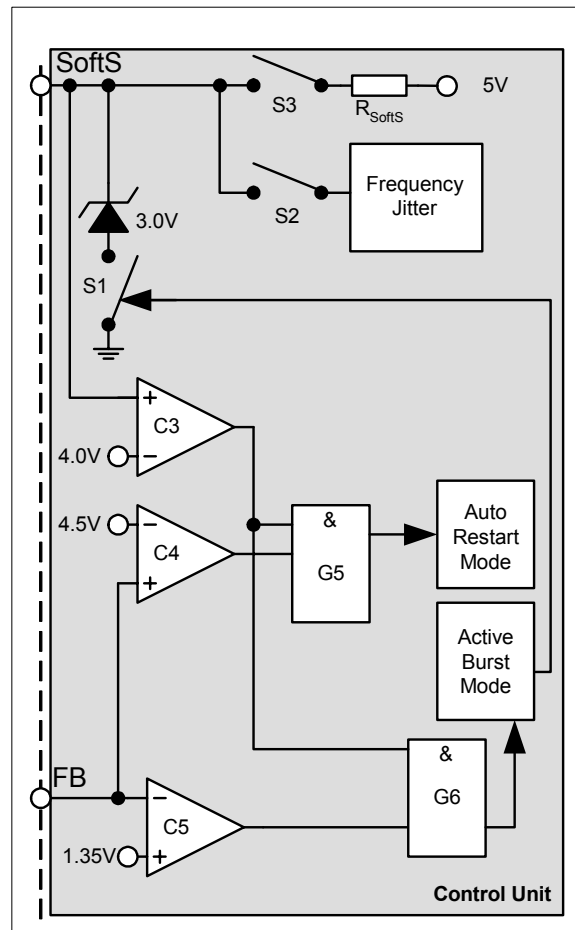 SoftS
5V
S3
RSoftS
Frequency
Jitter
S2
3.0V
S1
+
C3
4.0V
-
4.5V
-
C4
+
&
G5
Auto
Restart
Mode
Active
Burst
Mode
&
G6
FB
-
C5
1.35V
+
Control Unit